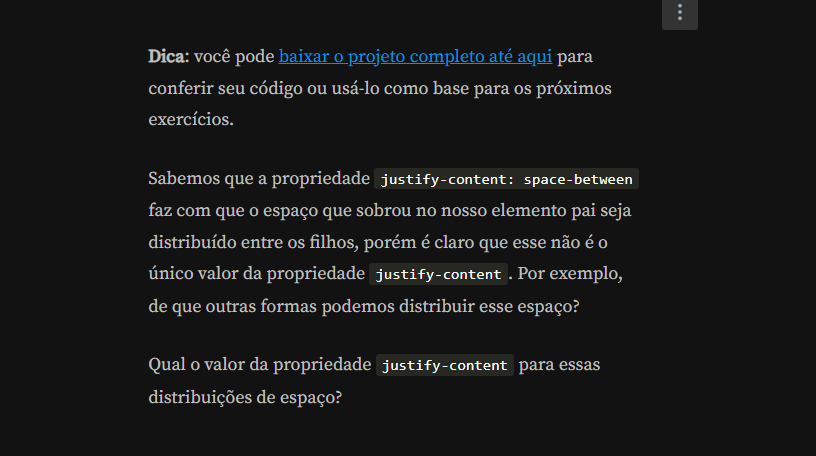 Dica: você pode baixar o projeto completo até aqui para
conferir seu código ou usá-lo como base para os próximos
exercícios.
Sabemos que a propriedade justify-content: space-between
faz com que o espaço que sobrou no nosso elemento pai seja
distribuído entre os filhos, porém é claro que esse não é o
único valor da propriedade justify-content. Por exemplo,
de que outras formas podemos distribuir esse espaço?
Qual o valor da propriedade justify-content para essas
distribuições de espaço?